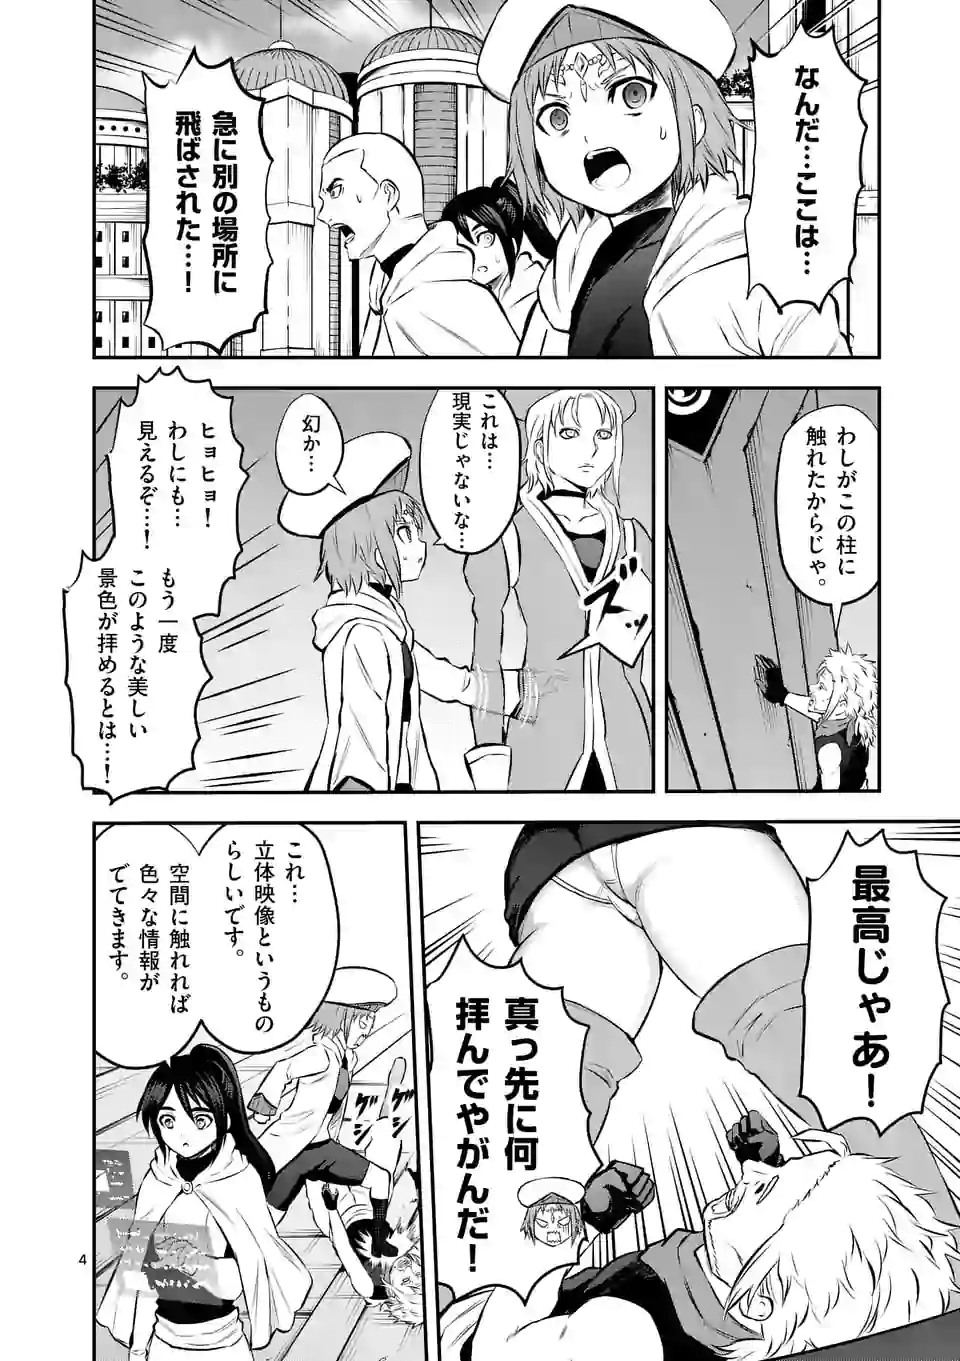 なんだ…ここは…
急に別の場所に
飛ばされた…！
わしがこの柱に
触れたからじゃ。
これは…
現実じゃないな…
ズッ
幻か…
ヒョヒョ！
わしにも…
見えるぞ…！
もう一度
このような美しい
景色が拝めるとは…！
最高じゃあ！
真っ先に何
拝んでやがんだ！
これ…
立体映像というもの
らしいです。
空間に触れれば
色々な情報が
でてきます。
ゲシ
ゲシ
4